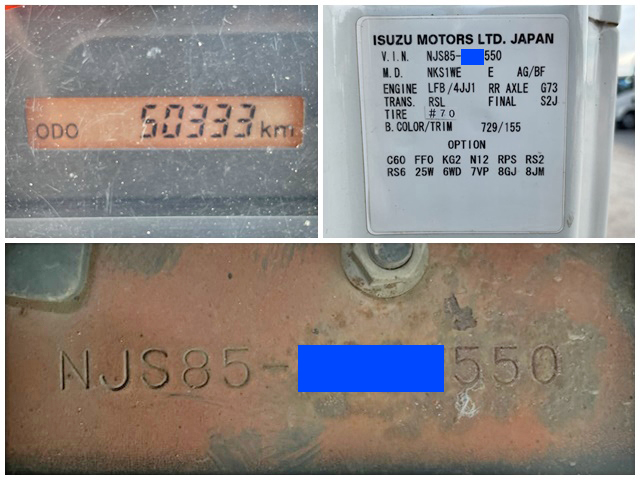 ODO 60333 km
ISUZU MOTORS LTD. JAPAN
V.I.N. NJS85- 550
M.D. NKS1WE E AG/BF
ENGINE LFB/4JJ1 RR AXLE G73
TRANS. RSL FINAL S2J
TIRE #70
B.COLOR/TRIM 729/155
OPTION
C60 FF0 KG2 N12 RPS RS2
RS6 25W 6WD 7VP 8GJ 8JM
NJS85- 550